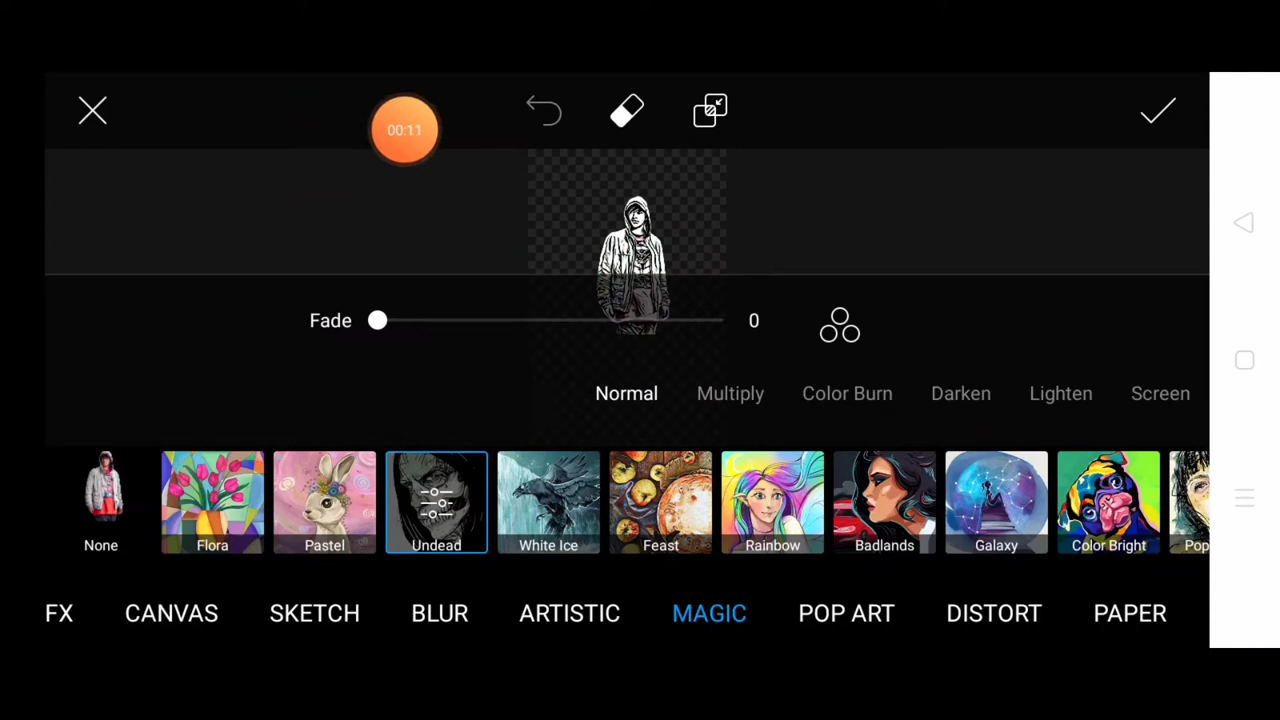 00:11
Fade 0
Normal Multiply Color Burn Darken Lighten Screen
None Flora Pastel Undead White Ice Feast Rainbow Badlands Galaxy Color Bright Pop
FX CANVAS SKETCH BLUR ARTISTIC MAGIC POP ART DISTORT PAPER